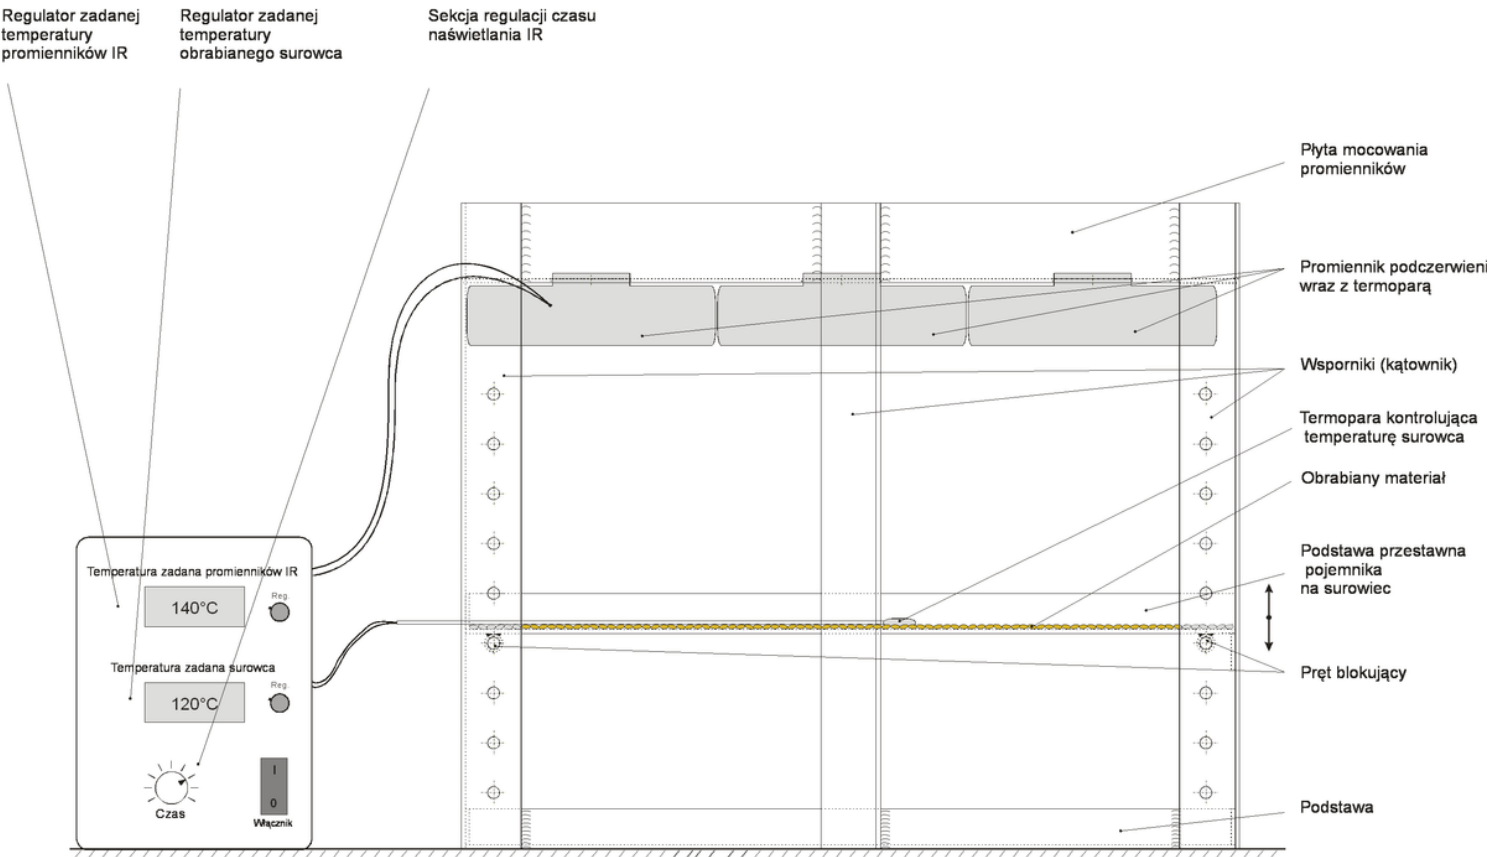 Regulator zadanej
temperatury
promienników IR
Regulator zadanej
temperatury
obrabianego surowca
Sekcja regulacji czasu
naświetlania IR
Płyta mocowania
promienników
Promiennik podczerwieni
wraz z termoparą
Wsporniki (kątownik)
Termopara kontrolująca
temperaturę surowca
Obrabiany materiał
Podstawa przestawna
pojemnika
na surowiec
Pręt blokujący
Podstawa
Temperatura zadana promienników IR
140°C
Reg.
Temperatura zadana surowca
120°C
Reg.
Czas
I
0
Włącznik